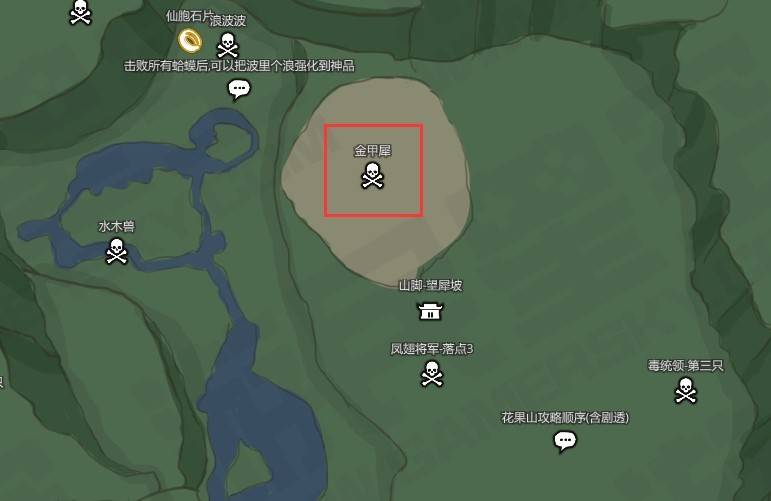 仙胞石片
浪波波
击败所有蛤蟆后,可以把波里个浪强化到神品
金甲犀
水木兽
山脚-望犀坡
凤翅将军-落点3
毒统领-第三只
只
花果山攻略顺序(含剧透)